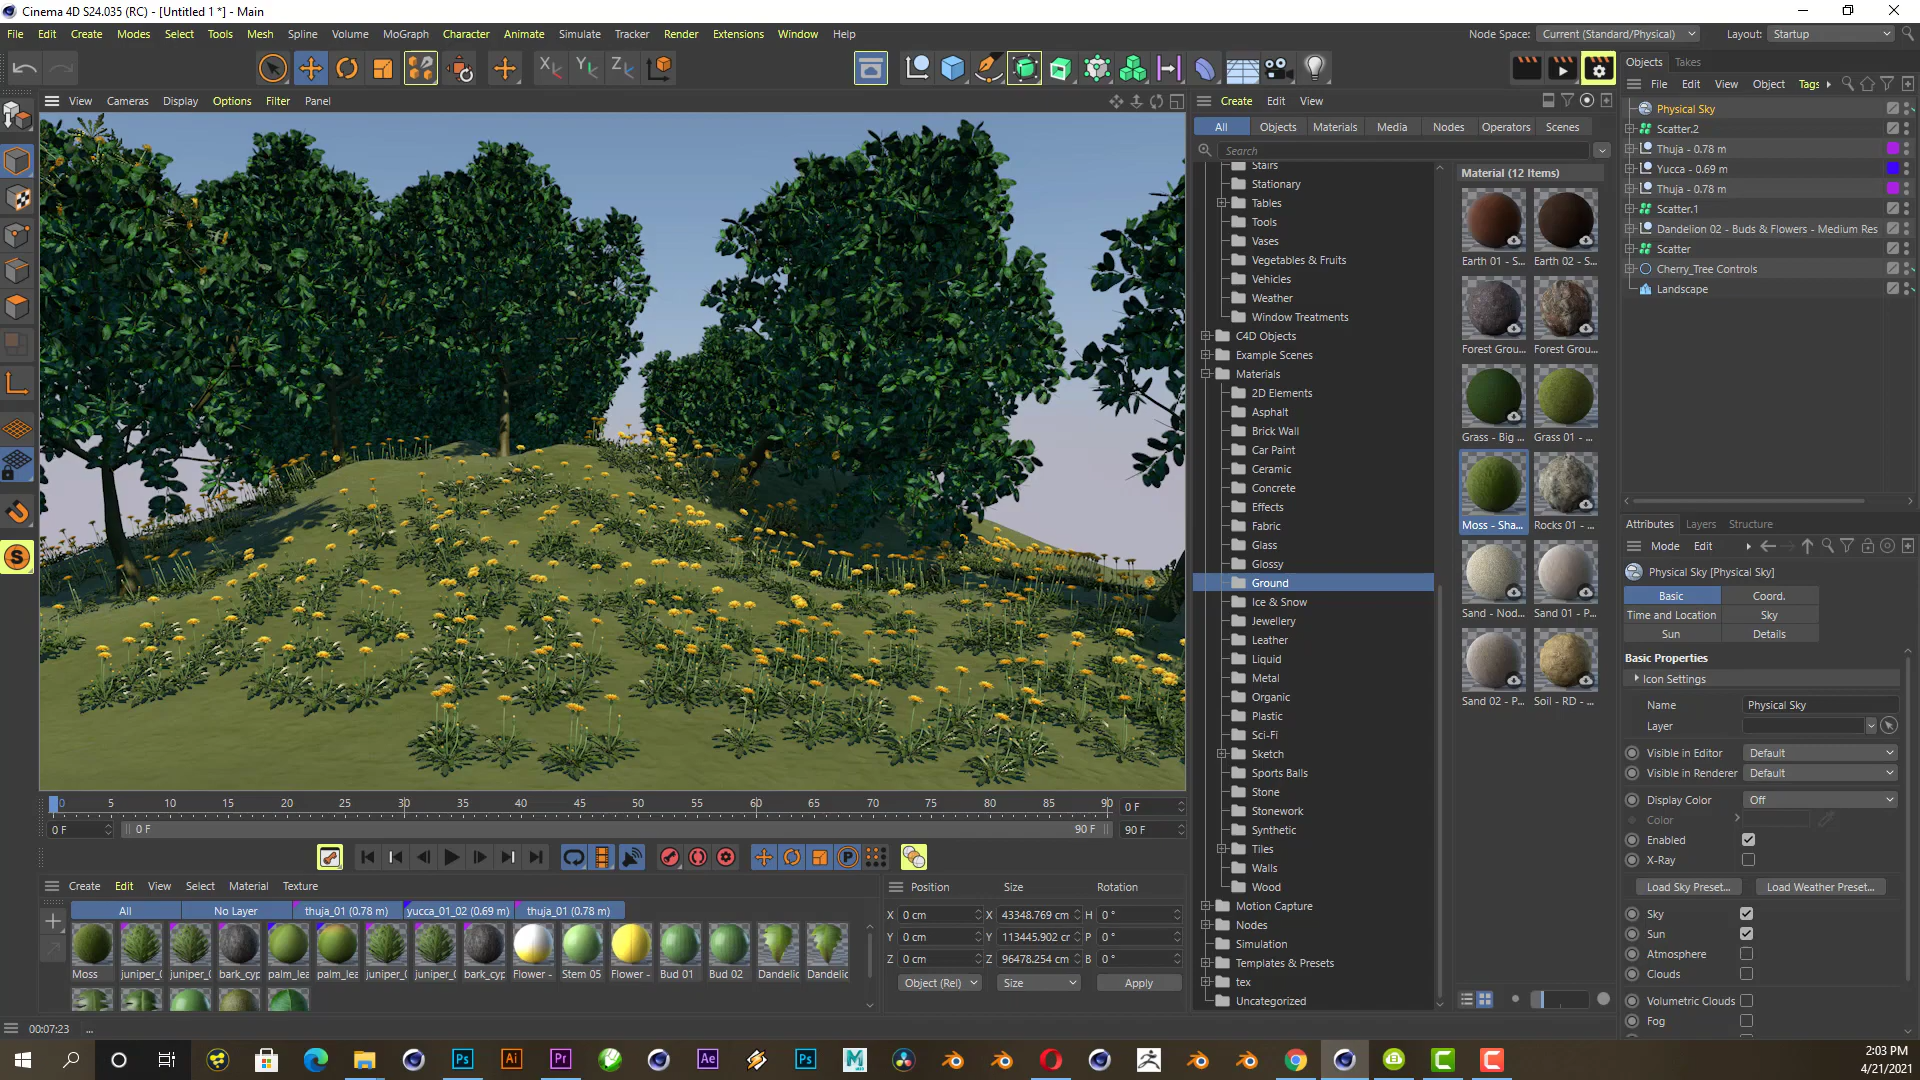 Cinema 4D S24.035 (RC) - [Untitled 1 *] - Main
File Edit Create Modes Select Tools Mesh Spline Volume MoGraph Character Animate Simulate Tracker Render Extensions Window Help
Node Space: Current (Standard/Physical) Layout: Startup
Objects Takes
File Edit View Object Tags
View Cameras Display Options Filter Panel
Create Edit View
All Objects Materials Media Nodes Operators Scenes
Search
Stairs
Stationary
Tables
Tools
Vases
Vegetables & Fruits
Vehicles
Weather
Window Treatments
C4D Objects
Example Scenes
Materials
2D Elements
Asphalt
Brick Wall
Car Paint
Ceramic
Concrete
Effects
Fabric
Glass
Glossy
Ground
Ice & Snow
Jewellery
Leather
Liquid
Metal
Organic
Plastic
Sci-Fi
Sketch
Sports Balls
Stone
Stonework
Synthetic
Tiles
Walls
Wood
Motion Capture
Nodes
Simulation
Templates & Presets
tex
Uncategorized
Material (12 Items)
Earth 01 - S... Earth 02 - S...
Forest Grou... Forest Grou...
Grass - Big ... Grass 01 - ...
Moss - Sha... Rocks 01 - ...
Sand - Nod... Sand 01 - P...
Sand 02 - P... Soil - RD - ...
Physical Sky
Scatter.2
Thuja - 0.78 m
Yucca - 0.69 m
Thuja - 0.78 m
Scatter.1
Dandelion 02 - Buds & Flowers - Medium Res
Scatter
Cherry_Tree Controls
Landscape
Attributes Layers Structure
Mode Edit
Physical Sky [Physical Sky]
Basic Coord.
Time and Location Sky
Sun Details
Basic Properties
Icon Settings
Name Physical Sky
Layer
Visible in Editor Default
Visible in Renderer Default
Display Color Off
Color
Enabled
X-Ray
Load Sky Preset... Load Weather Preset...
Sky
Sun
Atmosphere
Clouds
Volumetric Clouds
Fog
0 5 10 15 20 25 30 35 40 45 50 55 60 65 70 75 80 85 90 0 F
0 F 0 F 90 F 90 F
Create Edit View Select Material Texture
All No Layer thuja_01 (0.78 m) yucca_01_02 (0.69 m) thuja_01 (0.78 m)
Moss juniper_ juniper_ bark_cyp palm_lea palm_lea juniper_ juniper_ bark_cyp Flower - Stem 05 Flower - Bud 01 Bud 02 Dandelic Dandelic
Position Size Rotation
X 0 cm X 43348.769 cm H 0 °
Y 0 cm Y 113445.902 cr P 0 °
Z 0 cm Z 96478.254 cm B 0 °
Object (Rel) Size Apply
00:07:23 ...
Ps Ai Pr Ae Ps M
2:03 PM
4/21/2021